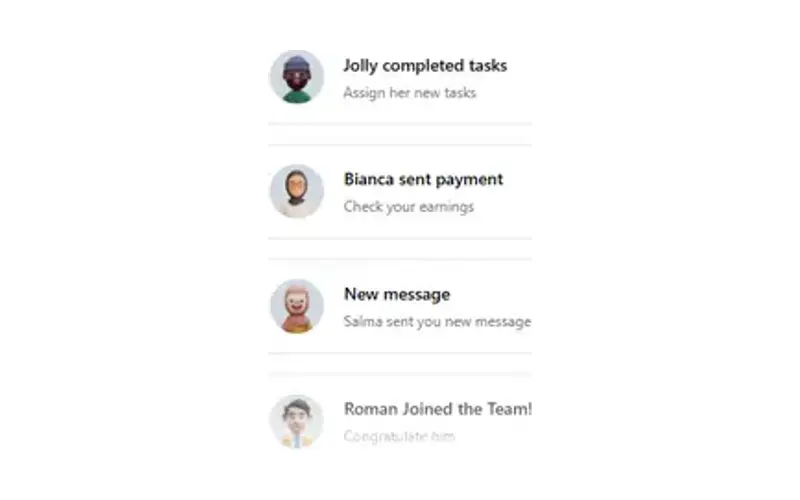 Jolly completed tasks
Assign her new tasks
Bianca sent payment
Check your earnings
New message
Salma sent you new message
Roman Joined the Team!
Congratulate him